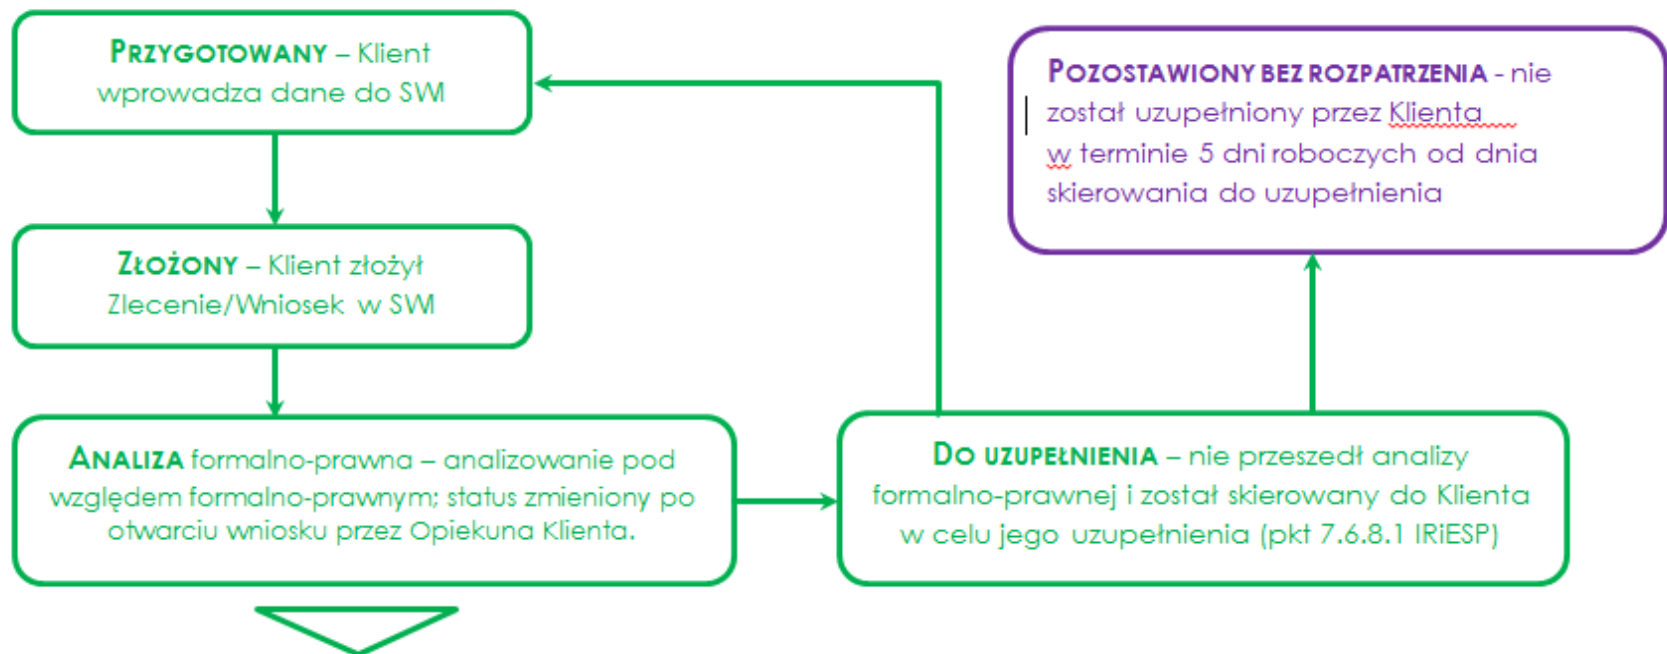 PRZYGOTOWANY – Klient
wprowadza dane do SWI
ZŁOŻONY – Klient złożył
Zlecenie/Wniosek w SWI
ANALIZA formalno-prawna – analizowanie pod
względem formalno-prawnym; status zmieniony po
otwarciu wniosku przez Opiekuna Klienta.
DO UZUPEŁNIENIA – nie przeszedł analizy
formalno-prawnej i został skierowany do Klienta
w celu jego uzupełnienia (pkt 7.6.8.1 IRiESP)
POZOSTAWIONY BEZ ROZPATRZENIA - nie
został uzupełniony przez Klienta
w terminie 5 dni roboczych od dnia
skierowania do uzupełnienia